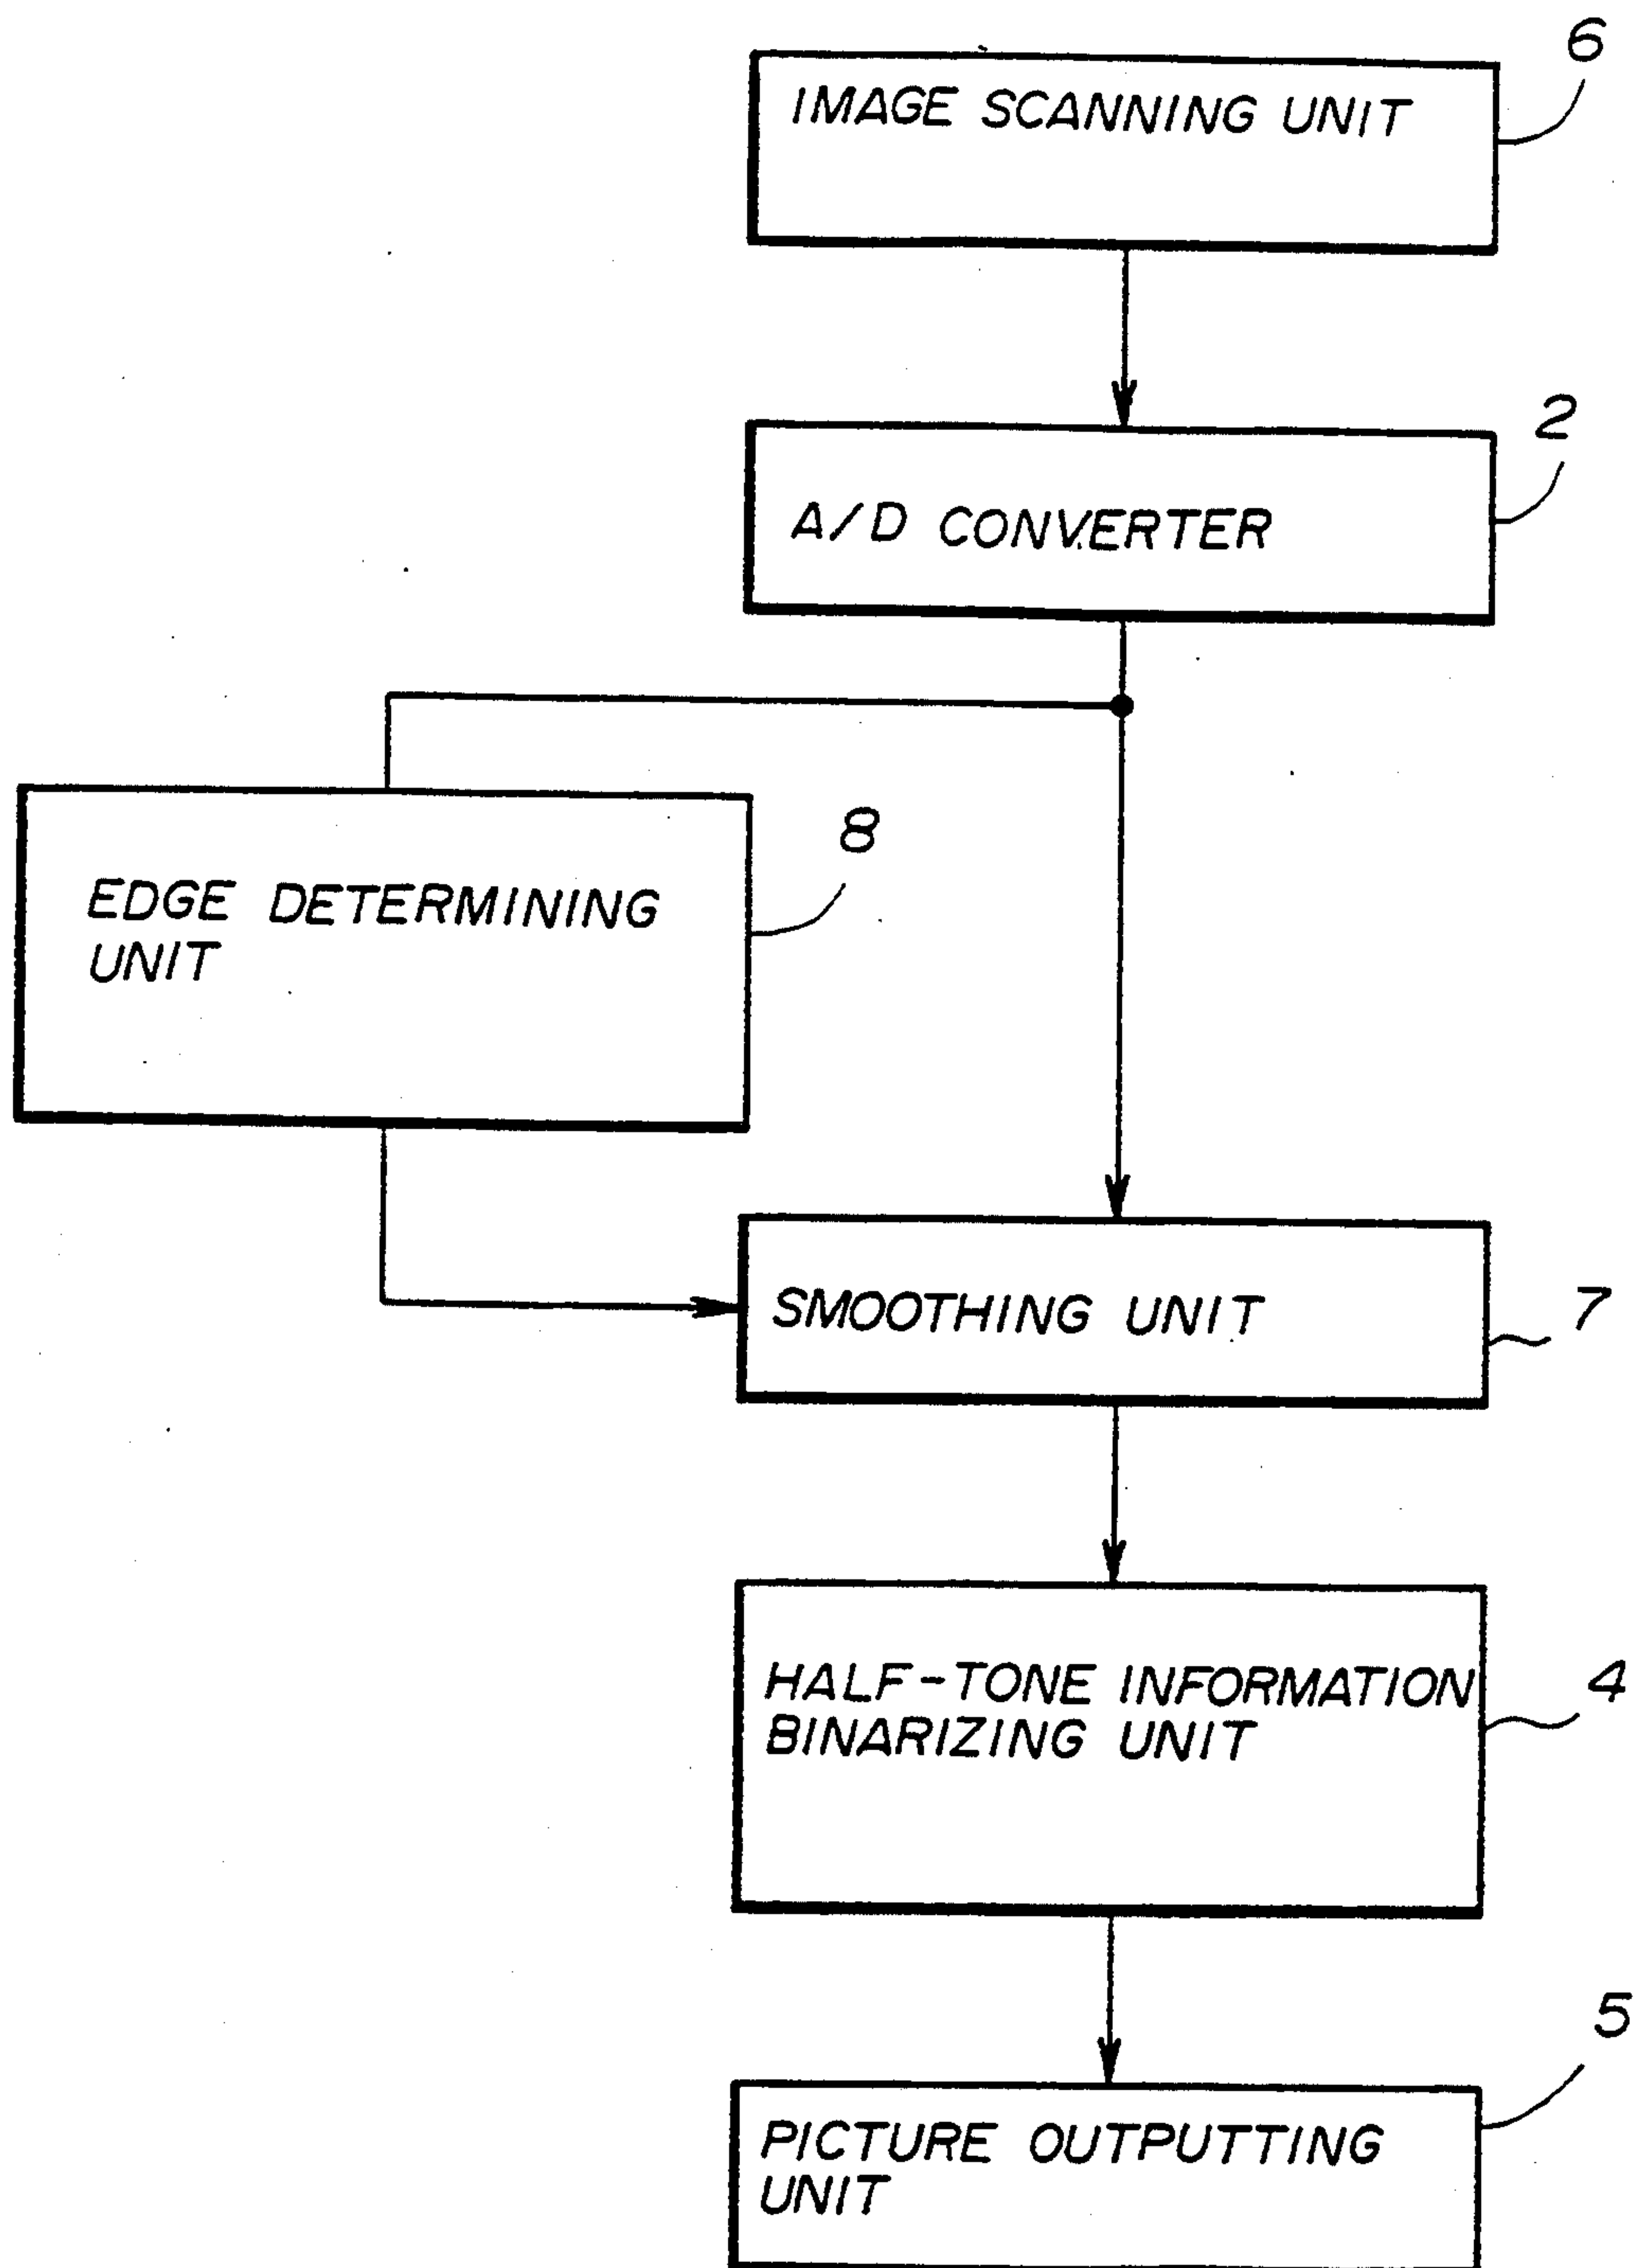 6
IMAGE SCANNING UNIT
2
A/D CONVERTER
8
EDGE DETERMINING
UNIT
SMOOTHING UNIT
7
HALF-TONE INFORMATION
BINARIZING UNIT
4
5
PICTURE OUTPUTTING
UNIT